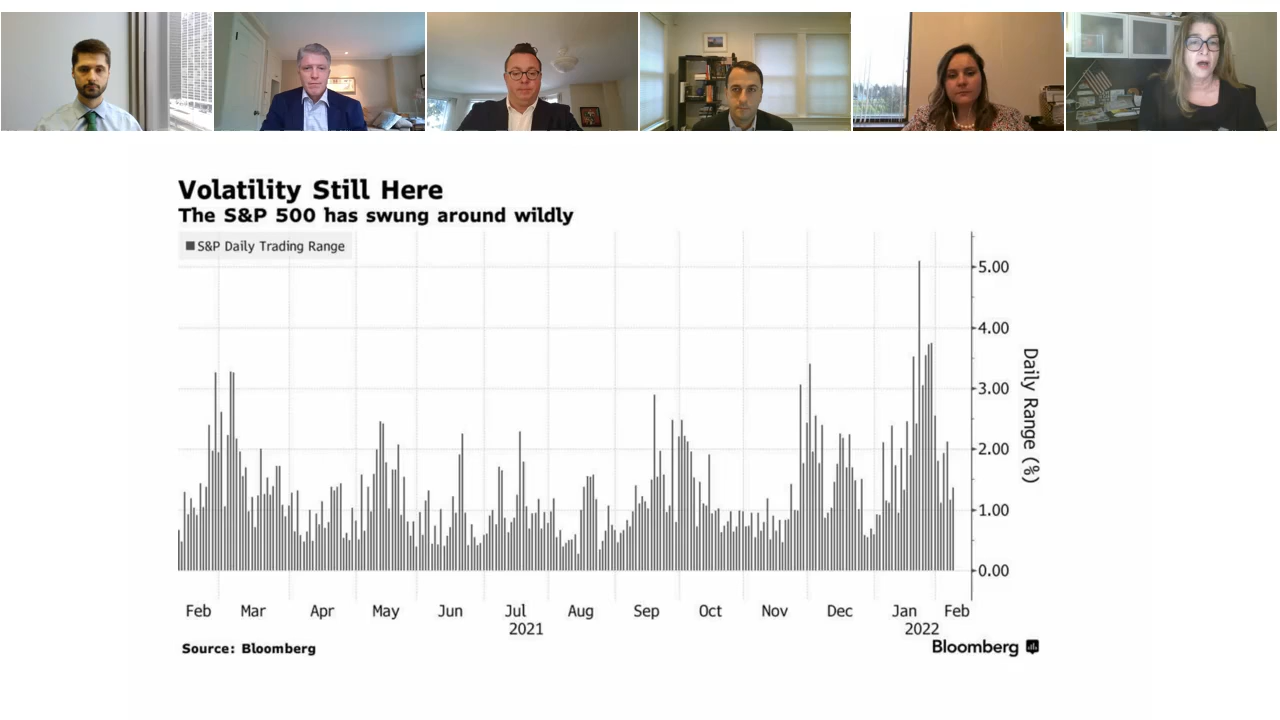 Volatility Still Here
The S&P 500 has swung around wildly
S&P Daily Trading Range
5.00
4.00
3.00
2.00
1.00
0.00
Daily Range (%)
Feb Mar Apr May Jun Jul Aug Sep Oct Nov Dec Jan Feb
2021 2022
Source: Bloomberg
Bloomberg